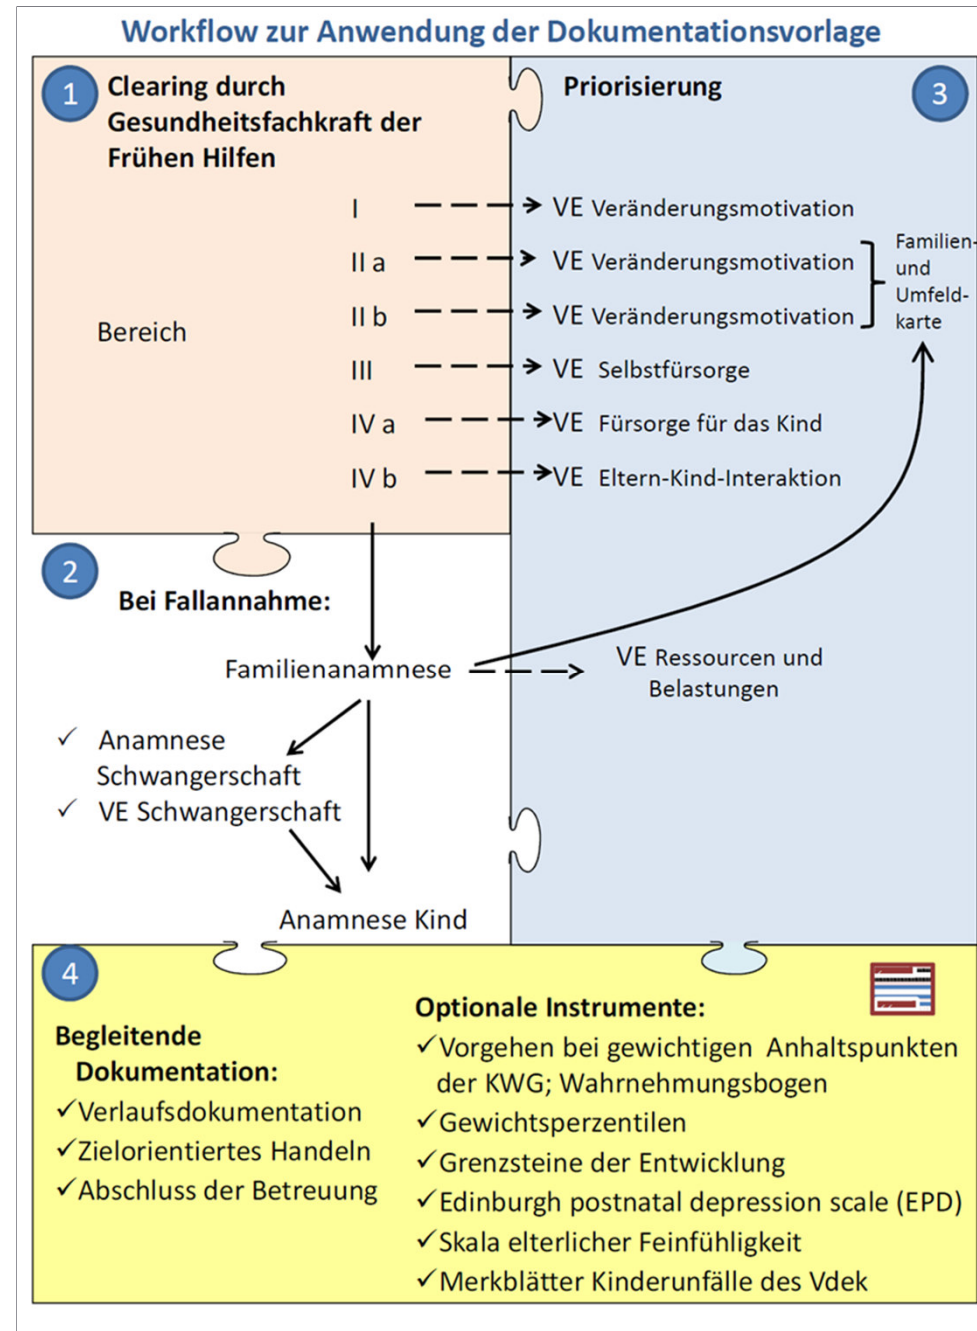 Workflow zur Anwendung der Dokumentationsvorlage
1
Clearing durch
Gesundheitsfachkraft der
Frühen Hilfen
Bereich
I
II a
II b
III
IV a
IV b
Priorisierung
3
VE Veränderungsmotivation
VE Veränderungsmotivation
VE Veränderungsmotivation
VE Selbstfürsorge
VE Fürsorge für das Kind
VE Eltern-Kind-Interaktion
Familien-
und
Umfeld-
karte
2
Bei Fallannahme:
Familienanamnese
VE Ressourcen und
Belastungen
✓ Anamnese
Schwangerschaft
✓ VE Schwangerschaft
Anamnese Kind
4
Begleitende
Dokumentation:
✓Verlaufsdokumentation
✓Zielorientiertes Handeln
✓Abschluss der Betreuung
Optionale Instrumente:
✓Vorgehen bei gewichtigen Anhaltspunkten
der KWG; Wahrnehmungsbogen
✓Gewichtsperzentilen
✓Grenzsteine der Entwicklung
✓Edinburgh postnatal depression scale (EPD)
✓Skala elterlicher Feinfühligkeit
✓Merkblätter Kinderunfälle des Vdek